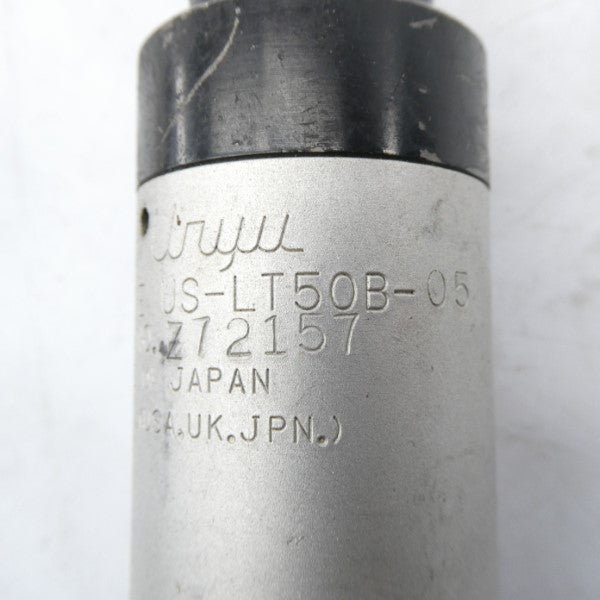 Uryu
US-LT50B-05
Z72157
JAPAN
USA.UK.JPN.)